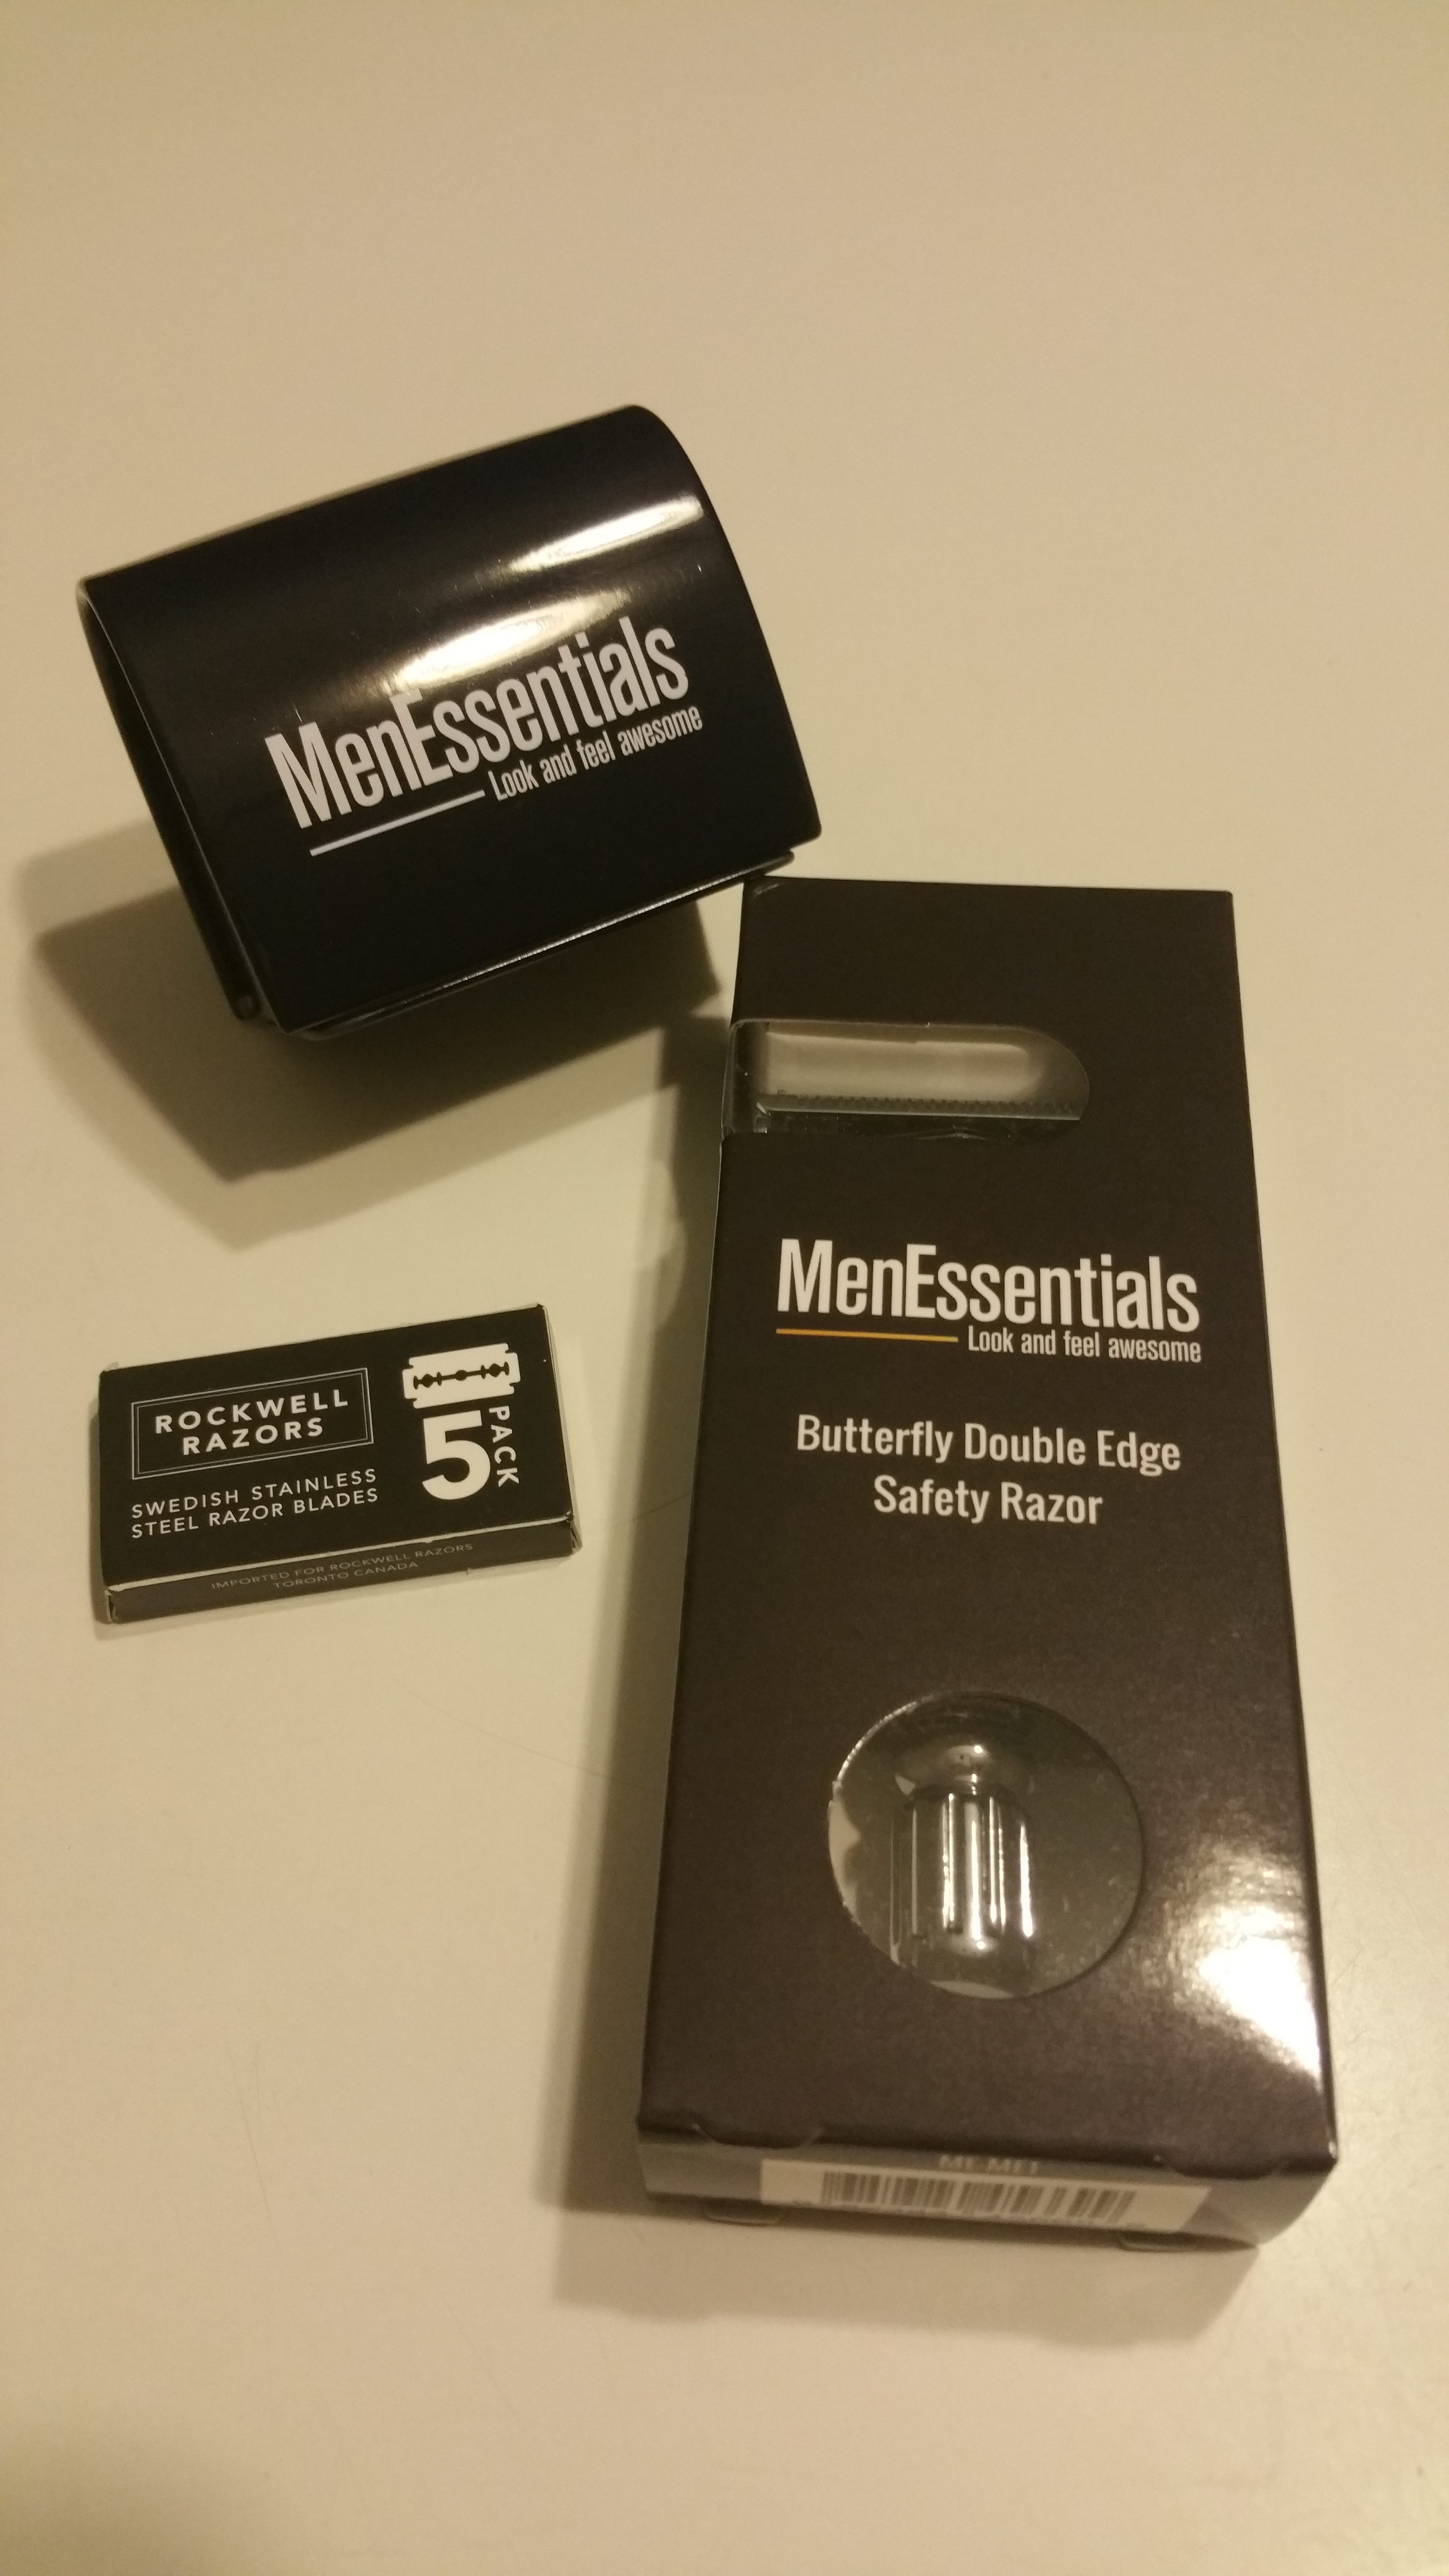 MenEssentials
Look and feel awesome
ROCKWELL
RAZORS
SWEDISH STAINLESS
STEEL RAZOR BLADES
5
PACK
IMPORTED FOR ROCKWELL RAZORS
TORONTO CANADA
MenEssentials
Look and feel awesome
Butterfly Double Edge
Safety Razor